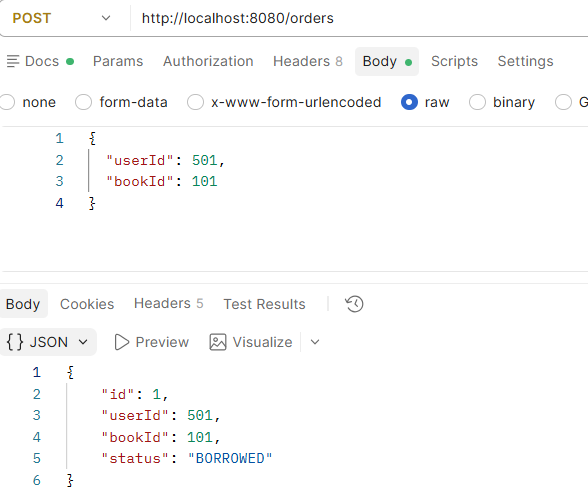 POST http://localhost:8080/orders
Docs Params Authorization Headers 8 Body Scripts Settings
none form-data x-www-form-urlencoded raw binary G
1 {
2 "userId": 501,
3 "bookId": 101
4 }
Body Cookies Headers 5 Test Results
{} JSON Preview Visualize
1 {
2 "id": 1,
3 "userId": 501,
4 "bookId": 101,
5 "status": "BORROWED"
6 }